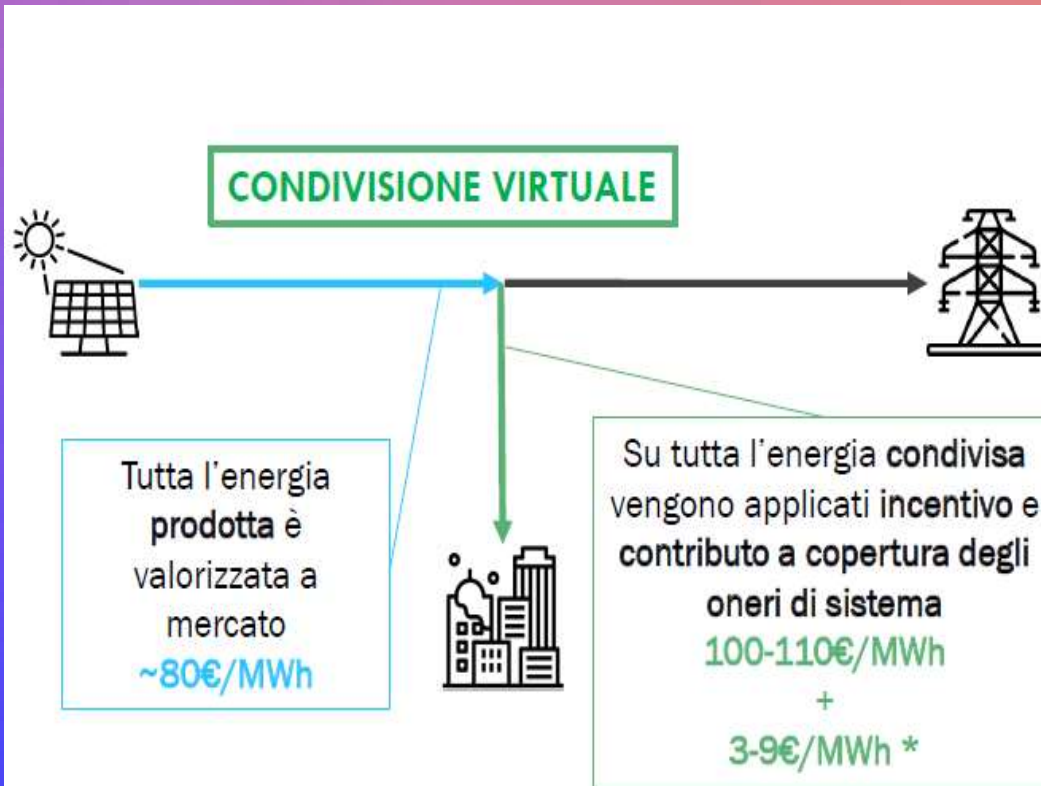 CONDIVISIONE VIRTUALE
Tutta l'energia
prodotta è
valorizzata a
mercato
~80€/MWh
Su tutta l'energia condivisa
vengono applicati incentivo e
contributo a copertura degli
oneri di sistema
100-110€/MWh
+
3-9€/MWh *